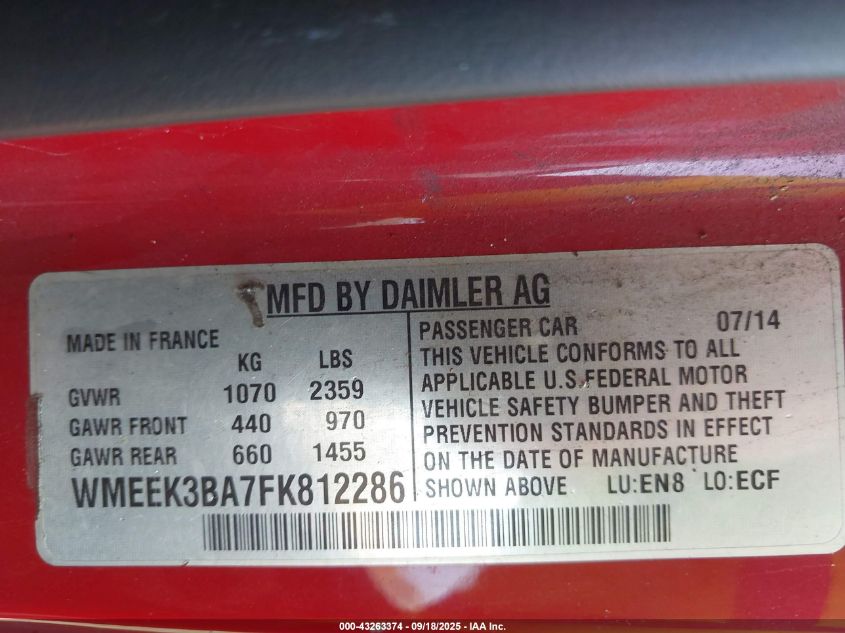 MFD BY DAIMLER AG
MADE IN FRANCE
KG LBS
GVWR 1070 2359
GAWR FRONT 440 970
GAWR REAR 660 1455
WMEEK3BA7FK812286
PASSENGER CAR 07/14
THIS VEHICLE CONFORMS TO ALL
APPLICABLE U.S.FEDERAL MOTOR
VEHICLE SAFETY BUMPER AND THEFT
PREVENTION STANDARDS IN EFFECT
ON THE DATE OF MANUFACTURE
SHOWN ABOVE LU:EN8 LO:ECF
000-43263374 - 09/18/2025 - IAA Inc.